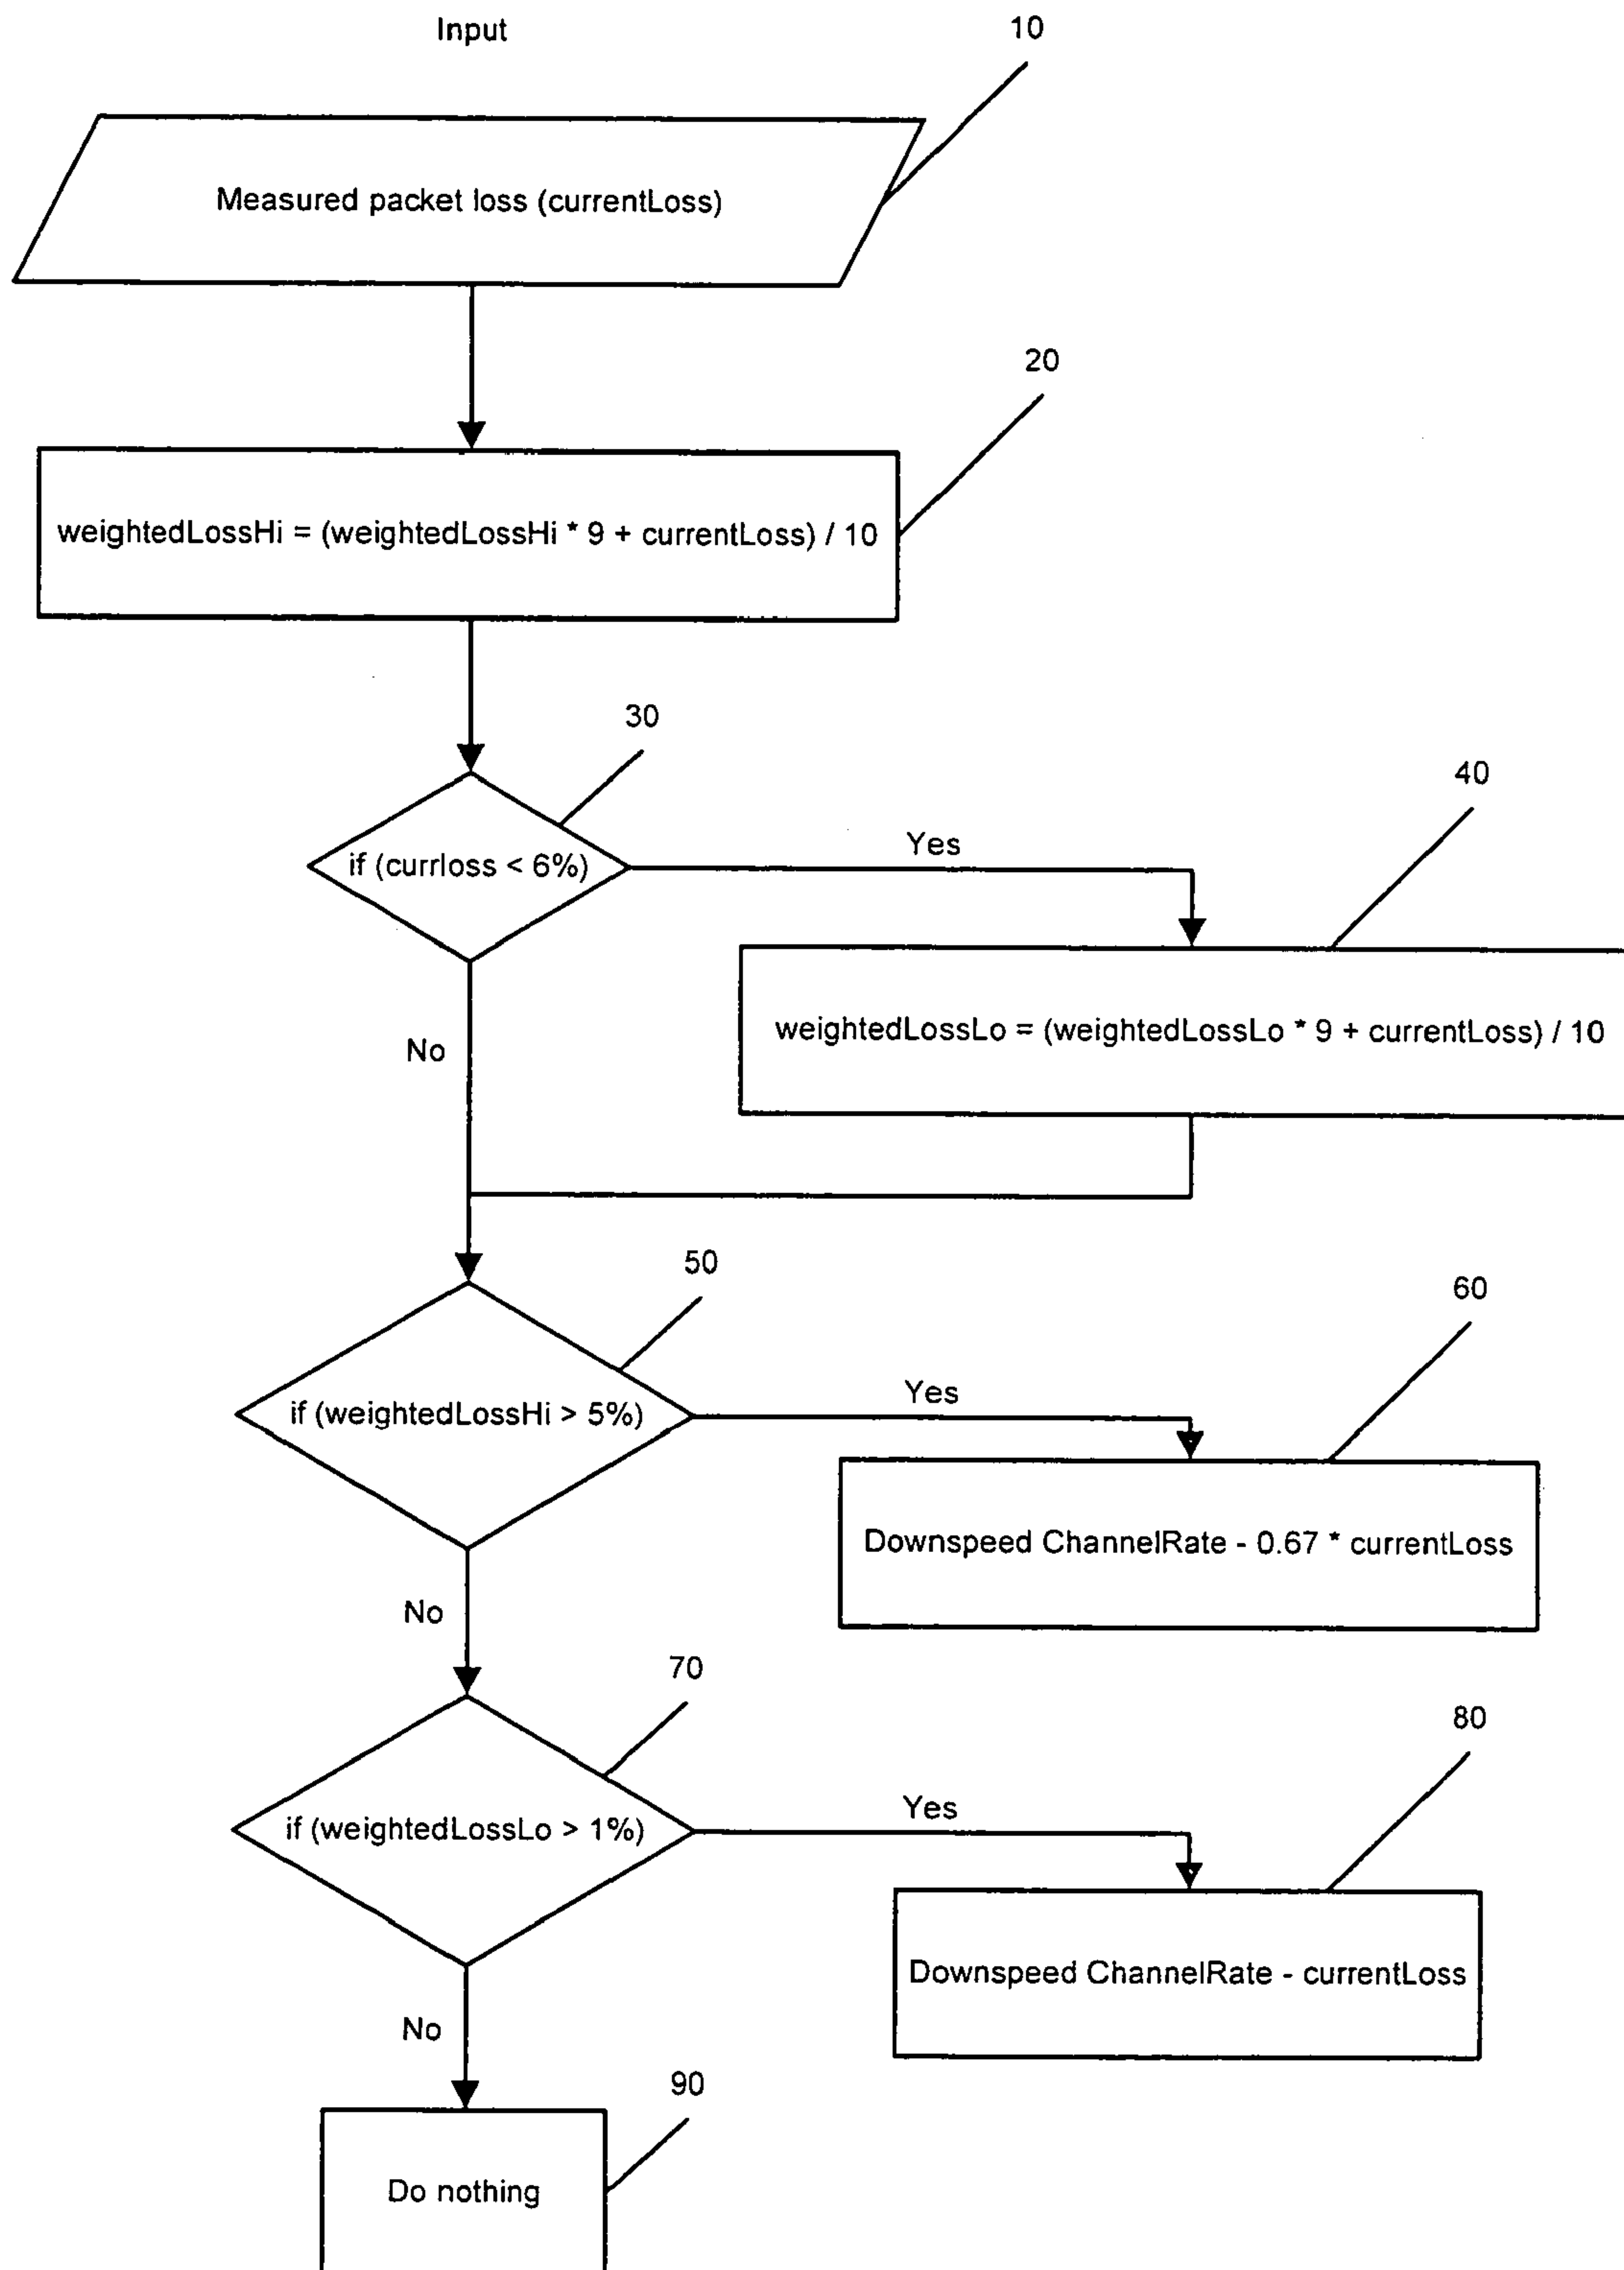 Input
10
Measured packet loss (currentLoss)
20
weightedLossHi = (weightedLossHi * 9 + currentLoss) / 10
30
if (currloss < 6%)
Yes
40
weightedLossLo = (weightedLossLo * 9 + currentLoss) / 10
No
50
if (weightedLossHi > 5%)
Yes
60
Downspeed ChannelRate - 0.67 * currentLoss
No
70
if (weightedLossLo > 1%)
Yes
80
Downspeed ChannelRate - currentLoss
No
90
Do nothing